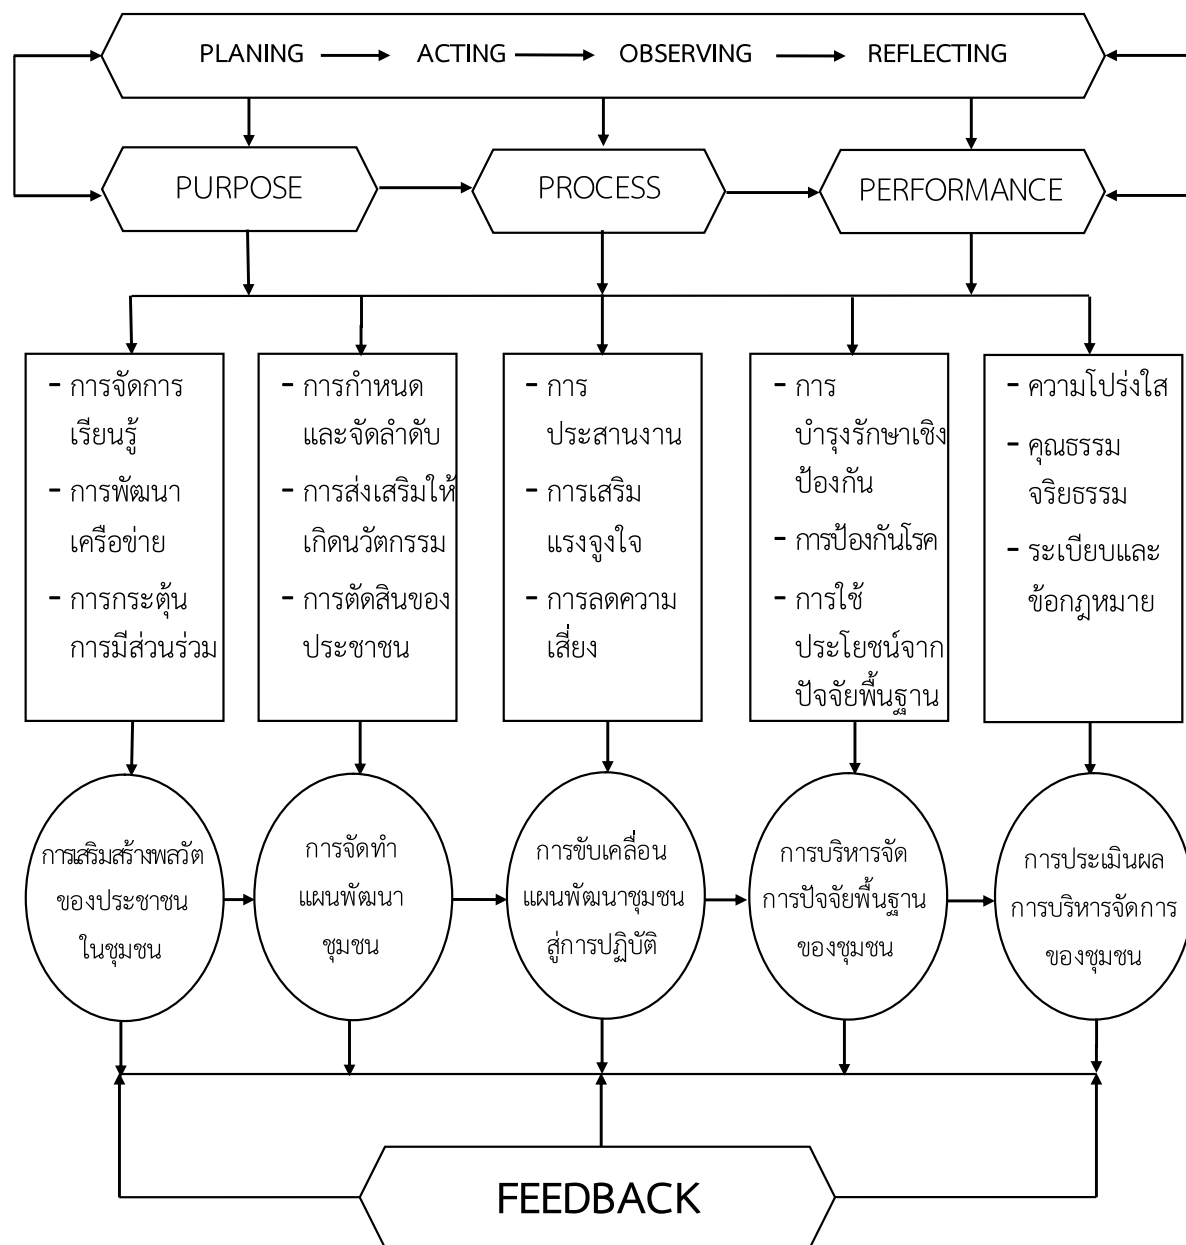 PLANING ACTING OBSERVING REFLECTING
PURPOSE PROCESS PERFORMANCE
- การจัดการ
เรียนรู้
- การพัฒนา
เครือข่าย
- การกระตุ้น
การมีส่วนร่วม
- การกำหนด
และจัดลำดับ
- การส่งเสริมให้
เกิดนวัตกรรม
- การตัดสินของ
ประชาชน
- การ
ประสานงาน
- การเสริม
แรงจูงใจ
- การลดความ
เสี่ยง
- การ
บำรุงรักษาเชิง
ป้องกัน
- การป้องกันโรค
- การใช้
ประโยชน์จาก
ปัจจัยพื้นฐาน
- ความโปร่งใส
- คุณธรรม
จริยธรรม
- ระเบียบและ
ข้อกฎหมาย
การเสริมสร้างพลวัต
ของประชาชน
ในชุมชน
การจัดทำ
แผนพัฒนา
ชุมชน
การขับเคลื่อน
แผนพัฒนาชุมชน
สู่การปฏิบัติ
การบริหารจัด
การปัจจัยพื้นฐาน
ของชุมชน
การประเมินผล
การบริหารจัดการ
ของชุมชน
FEEDBACK